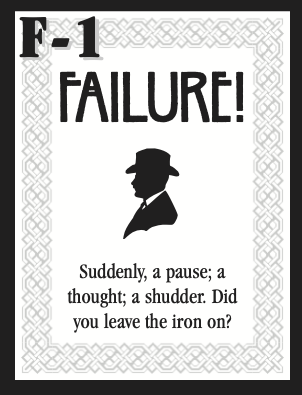 F-1
FAILURE!
Suddenly, a pause; a
thought; a shudder. Did
you leave the iron on?